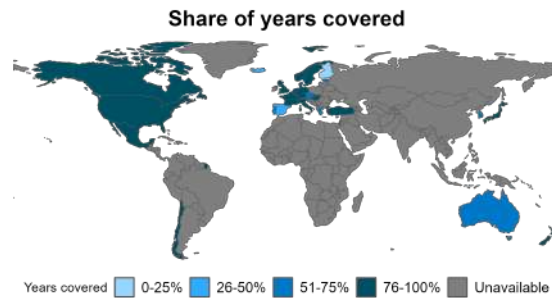 Share of years covered
Years covered 0-25% 26-50% 51-75% 76-100% Unavailable